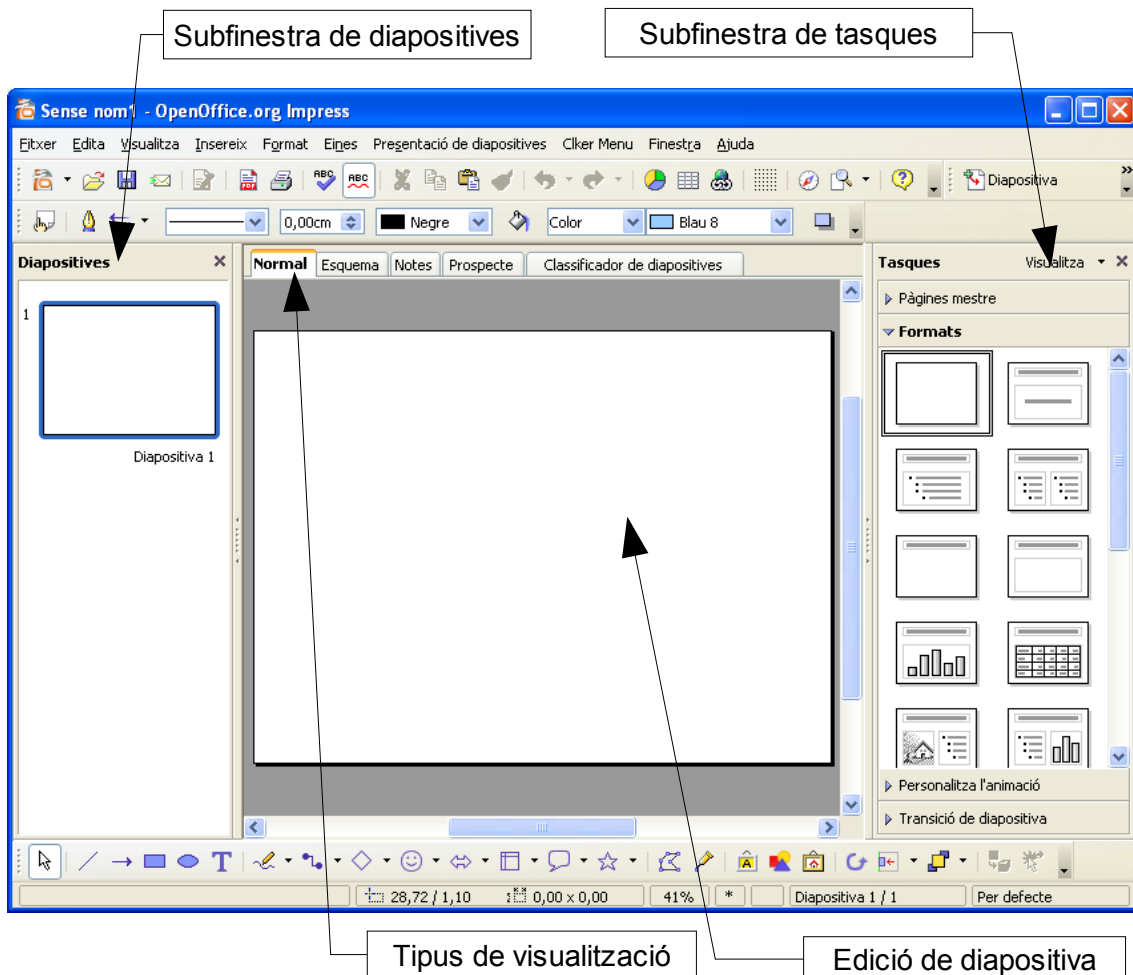 Subfinestra de diapositives
Subfinestra de tasques
Sense nom1 - OpenOffice.org Impress
Fitxer Edita Visualitza Insereix Format Eines Presentació de diapositives Clker Menu Finestra Ajuda
ABC ABC Diapositiva
0,00cm Negre Color Blau 8
Diapositives
Normal Esquema Notes Prospecte Classificador de diapositives
Tasques Visualitza
Pàgines mestre
1
Formats
Diapositiva 1
Personalitza l'animació
Transició de diapositiva
28,72 / 1,10 0,00 x 0,00 41% * Diapositiva 1 / 1 Per defecte
Tipus de visualització
Edició de diapositiva